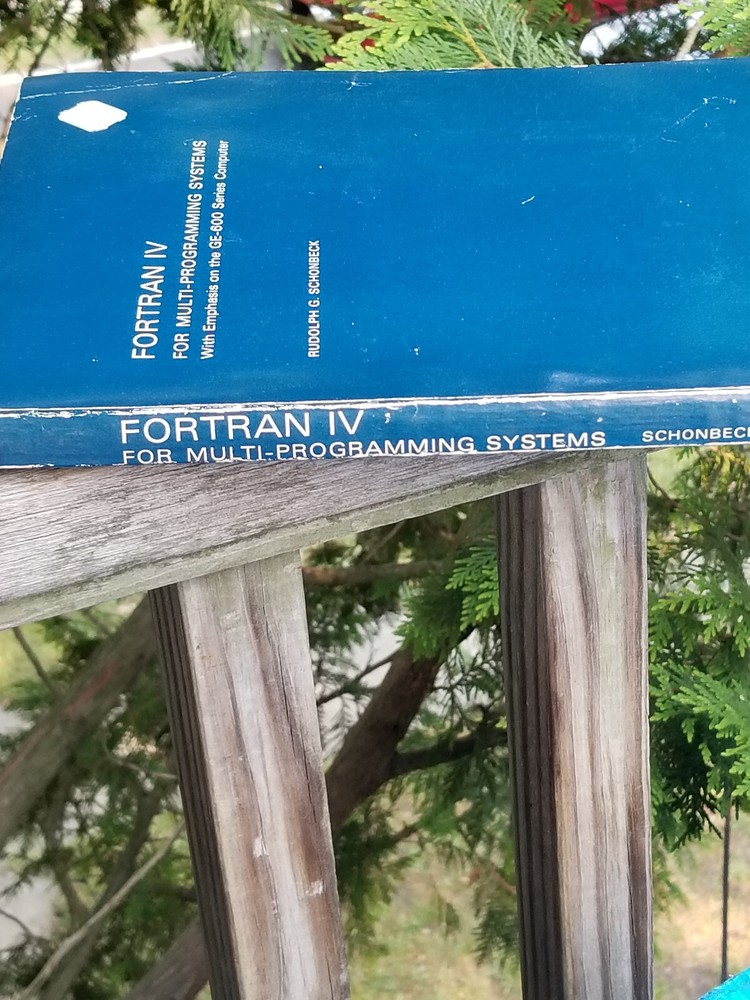 FORTRAN IV
FOR MULTI-PROGRAMMING SYSTEMS
With Emphasis on the GE-600 Series Computer
RUDOLPH G. SCHONBECK
FORTRAN IV
FOR MULTI-PROGRAMMING SYSTEMS
SCHONBECK